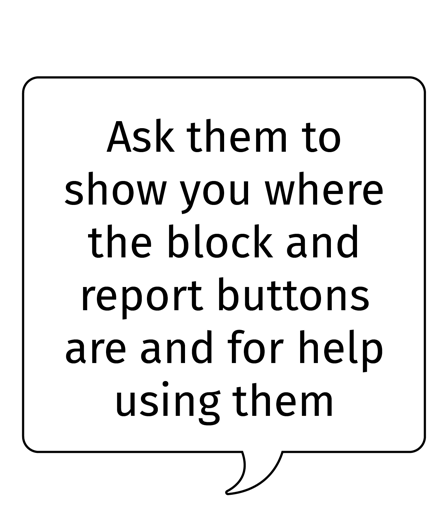 Ask them to
show you where
the block and
report buttons
are and for help
using them